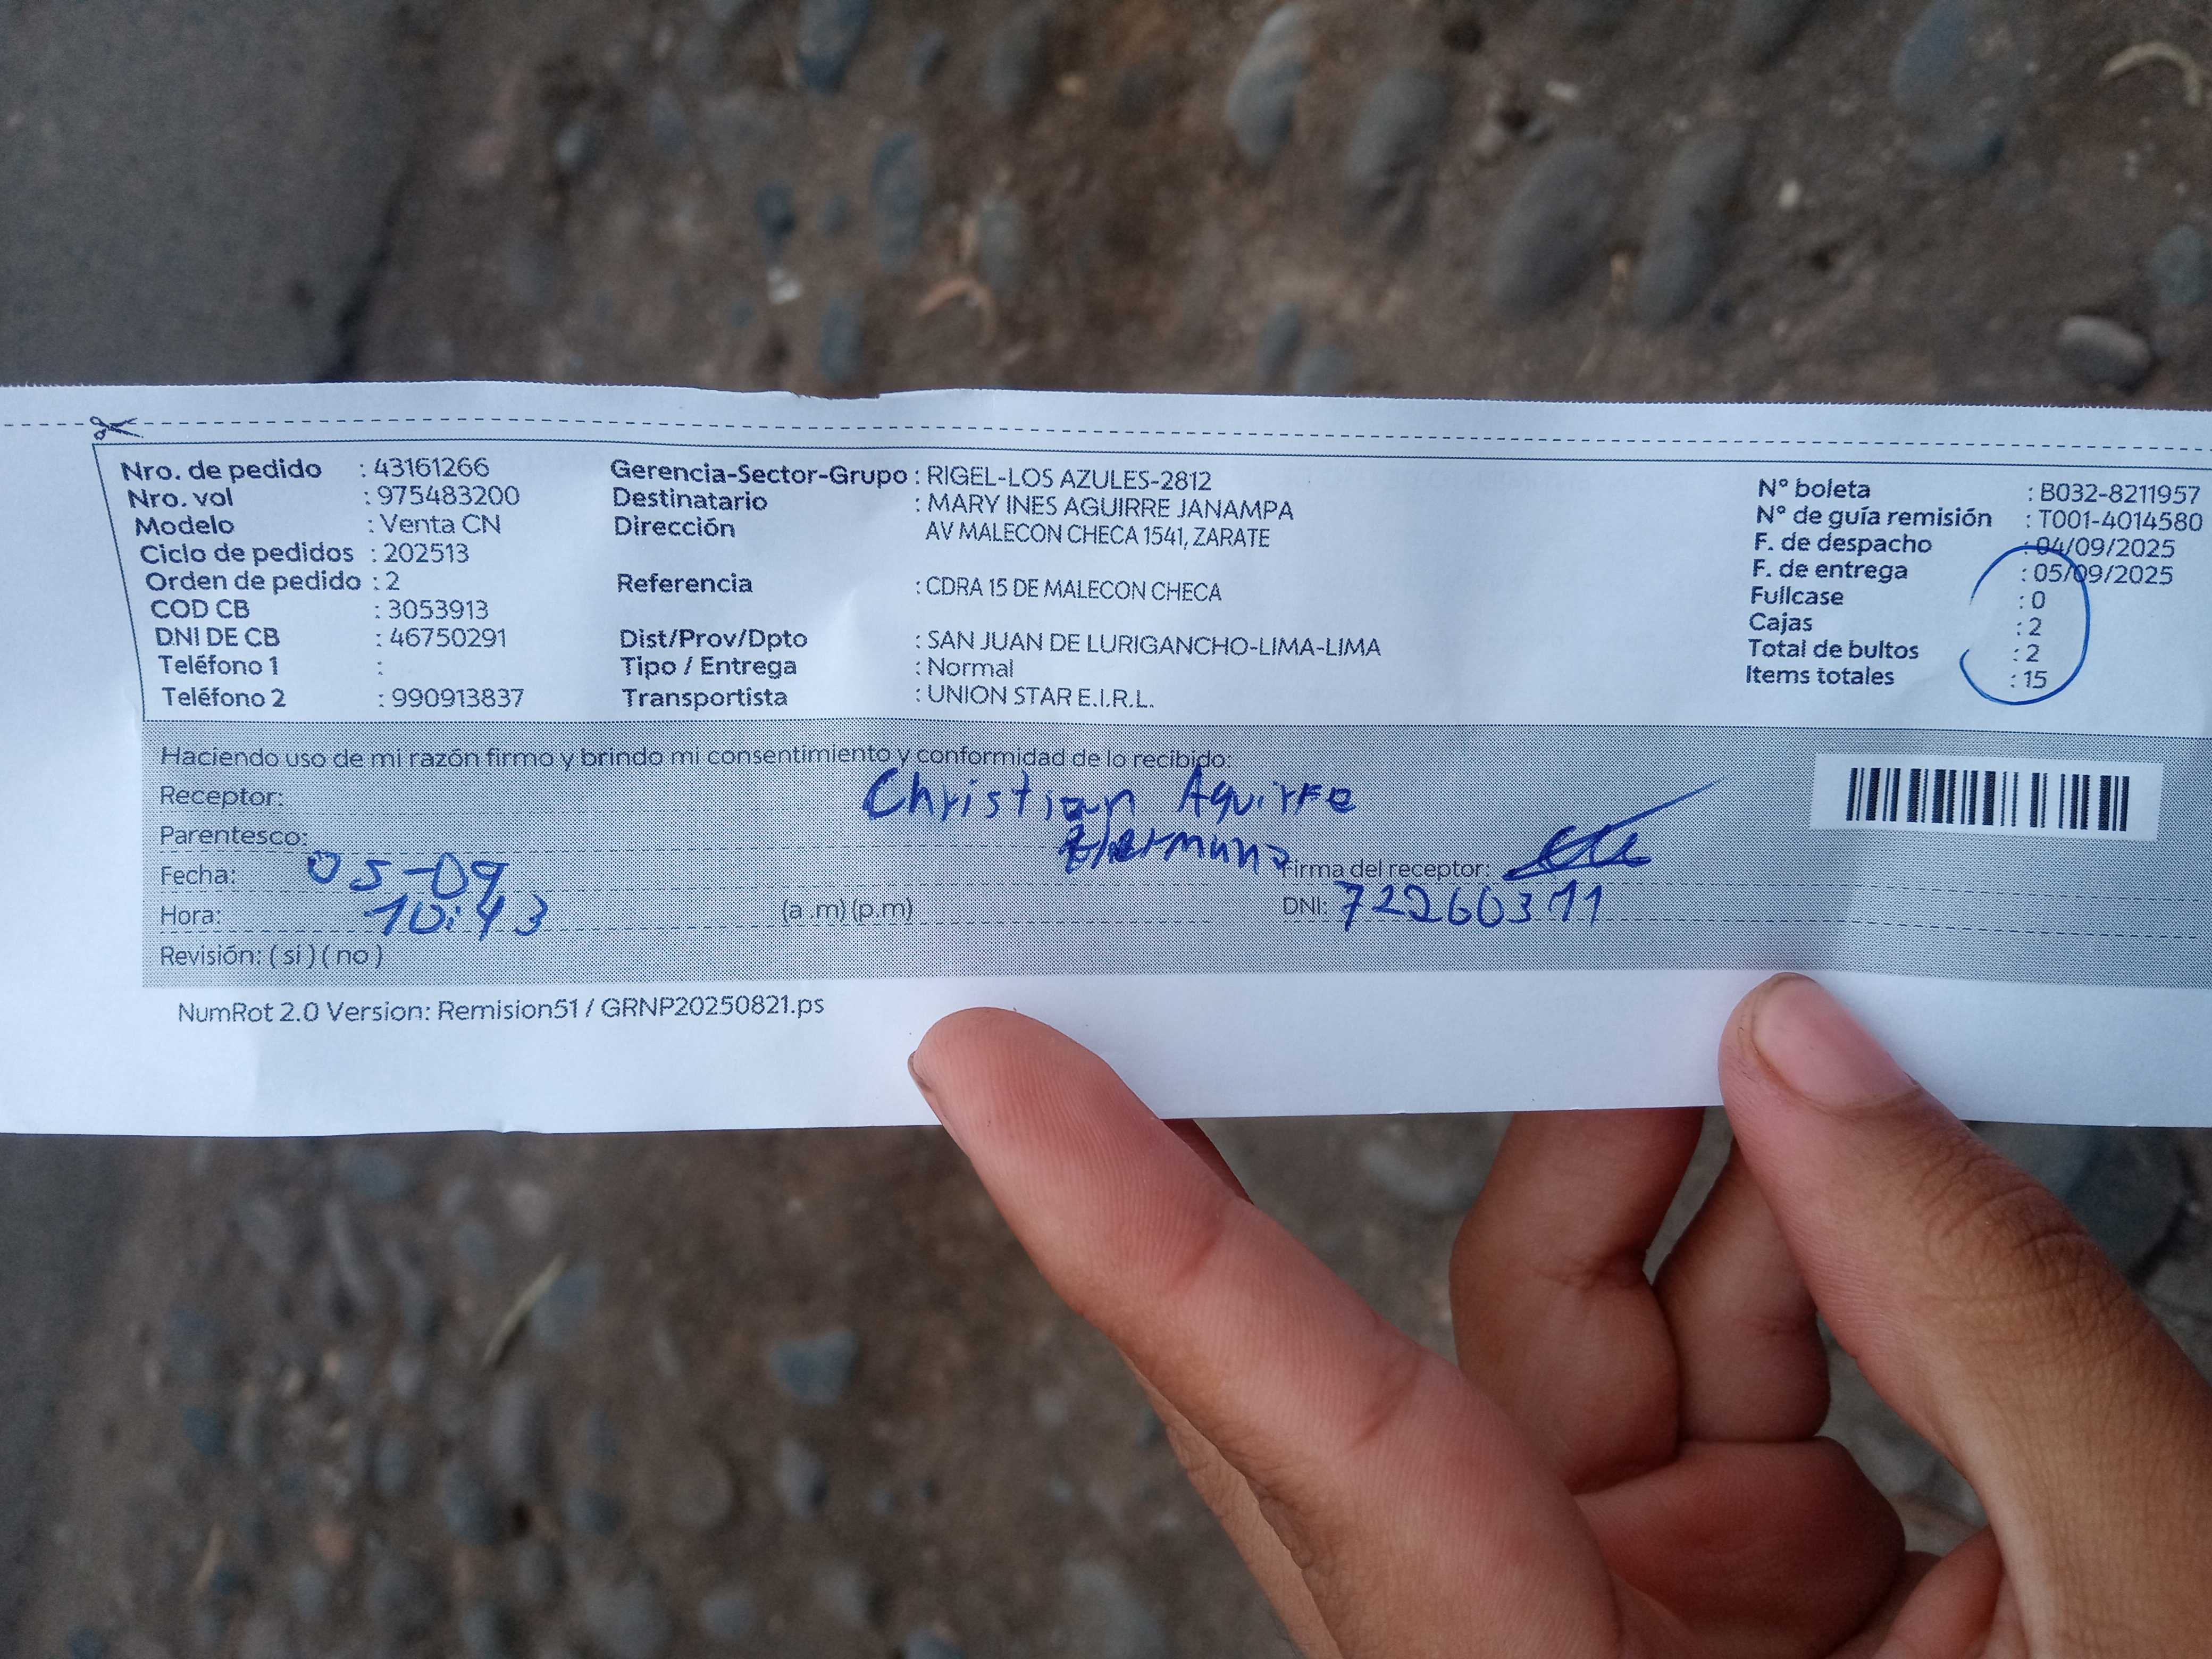 Nro. de pedido : 43161266
Nro. vol : 975483200
Modelo : Venta CN
Ciclo de pedidos : 202513
Orden de pedido : 2
COD CB : 3053913
DNI DE CB : 46750291
Teléfono 1 :
Teléfono 2 : 990913837
Gerencia-Sector-Grupo : RIGEL-LOS AZULES-2812
Destinatario : MARY INES AGUIRRE JANAMPA
Dirección AV MALECON CHECA 1541, ZARATE
Referencia : CDRA 15 DE MALECON CHECA
Dist/Prov/Dpto : SAN JUAN DE LURIGANCHO-LIMA-LIMA
Tipo / Entrega : Normal
Transportista : UNION STAR E.I.R.L.
N° boleta : B032-8211957
N° de guía remisión : T001-4014580
F. de despacho : 04/09/2025
F. de entrega : 05/09/2025
Fullcase : 0
Cajas : 2
Total de bultos : 2
Items totales : 15
Haciendo uso de mi razón firmo y brindo mi consentimiento y conformidad de lo recibido:
Receptor: Christian Aguirre
Parentesco: Hermano
Fecha: 05-09 Firma del receptor:
Hora: 10:43 (a .m) (p.m) DNI: 72260311
Revisión: ( si ) ( no )
NumRot 2.0 Version: Remision51 / GRNP20250821.ps